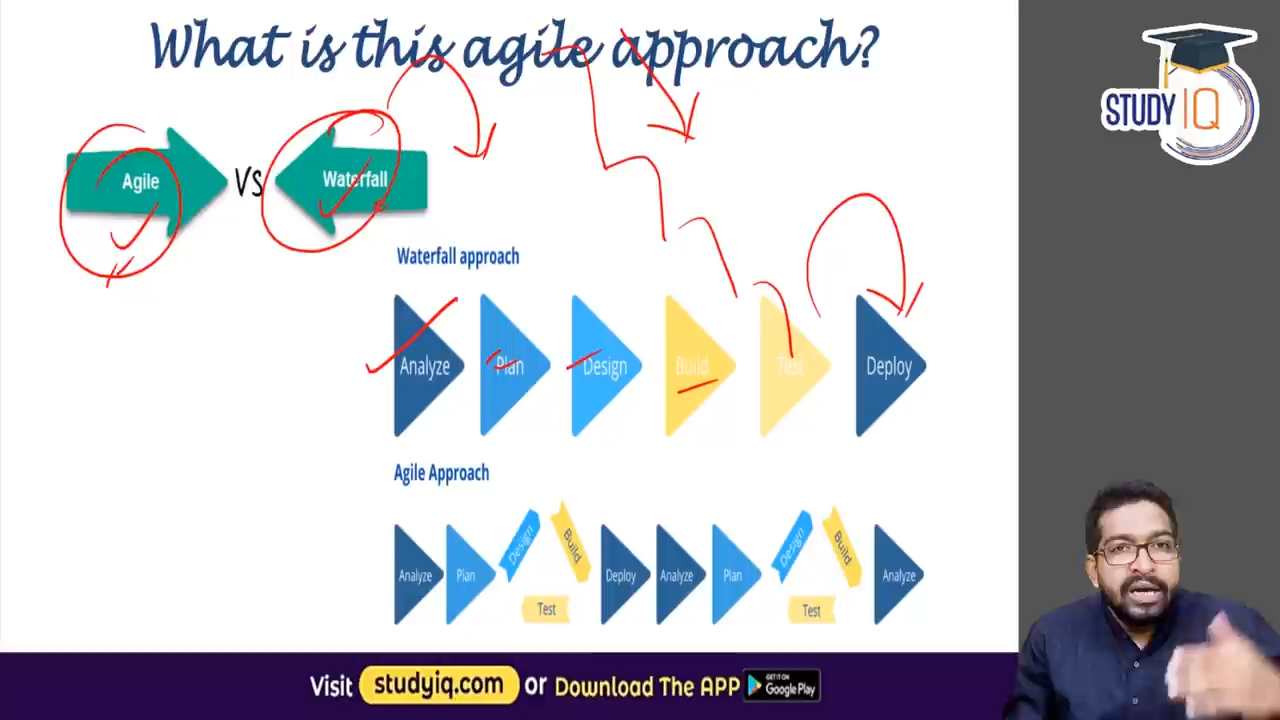 What is this agile approach?
STUDY IQ
Agile VS Waterfall
Waterfall approach
Analyze Plan Design Build Test Deploy
Agile Approach
Analyze Plan Design Build Test Deploy Analyze Plan Design Build Test Analyze
Visit studyiq.com or Download The APP GET IT ON Google Play